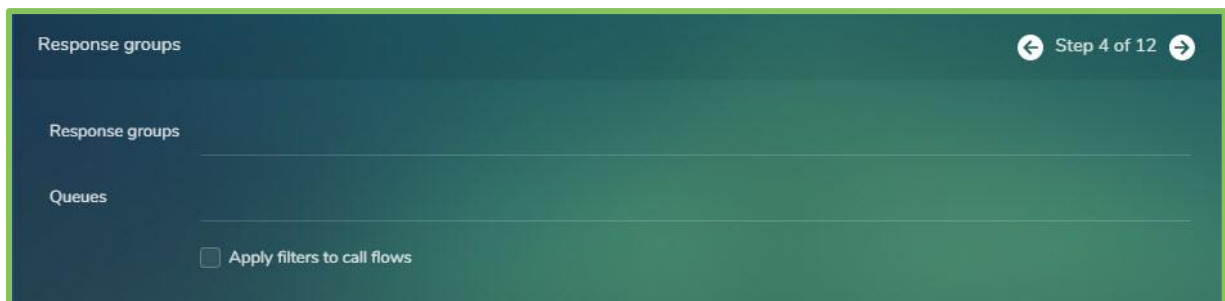 Response groups
Step 4 of 12
Response groups
Queues
Apply filters to call flows